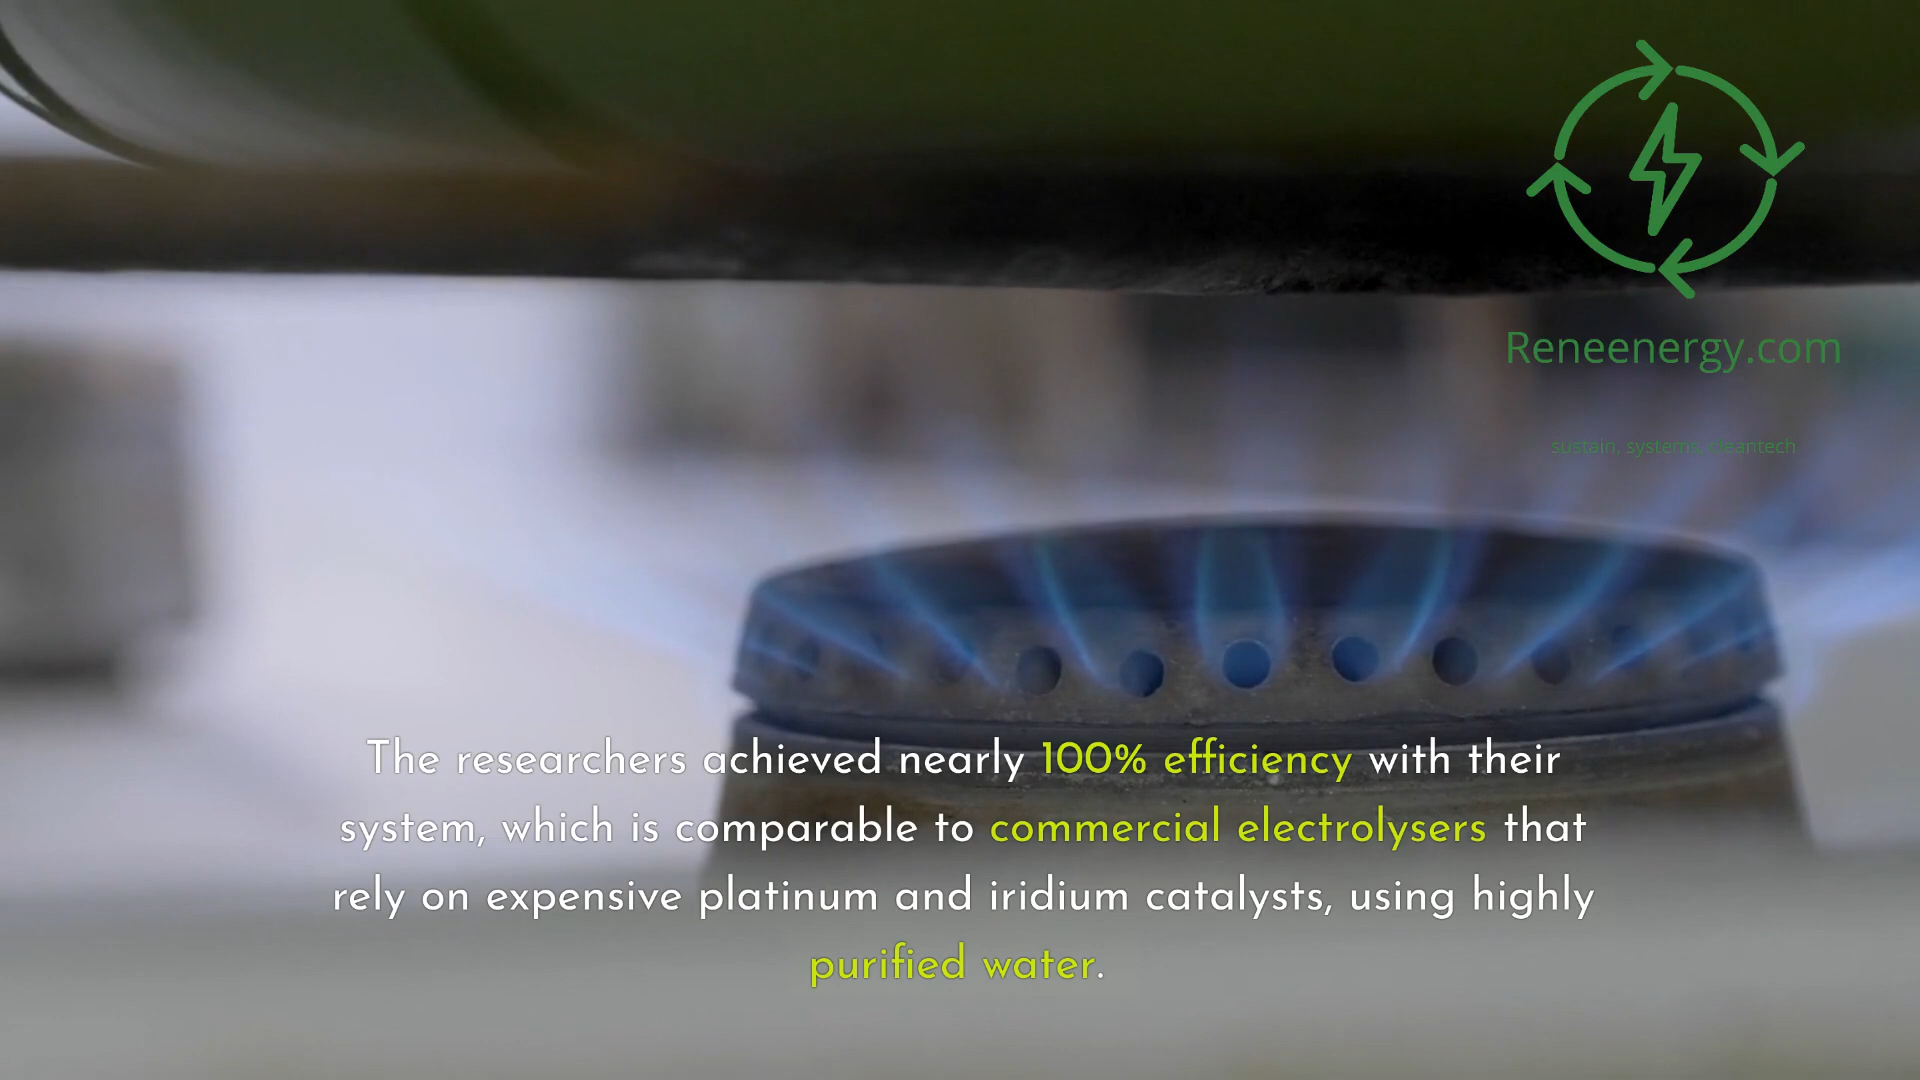 Reneenergy.com
sustain, systems, cleantech
The researchers achieved nearly 100% efficiency with their
system, which is comparable to commercial electrolysers that
rely on expensive platinum and iridium catalysts, using highly
purified water.